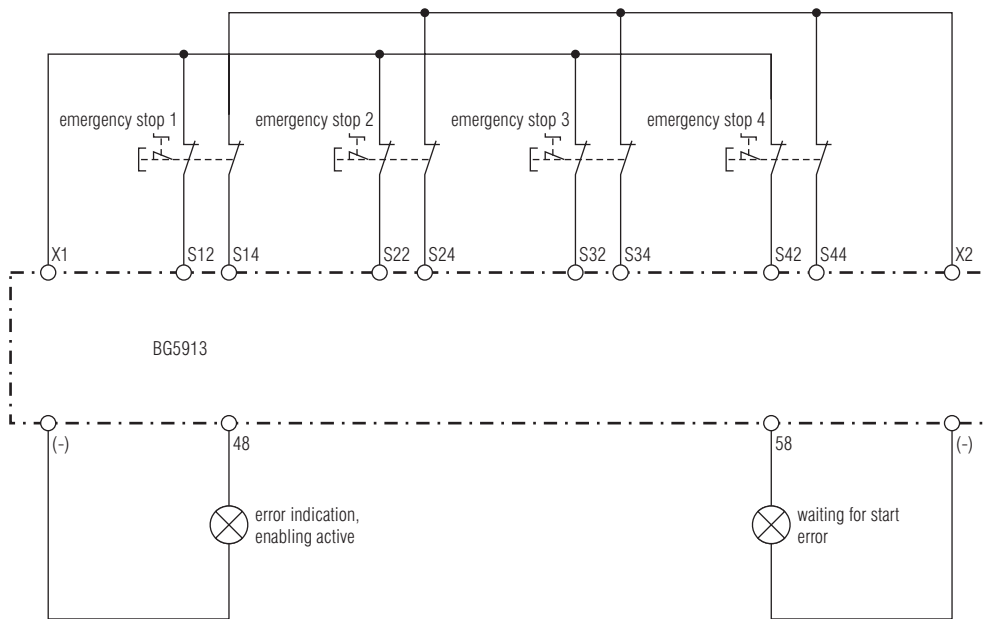 emergency stop 1
emergency stop 2
emergency stop 3
emergency stop 4
X1
S12
S14
S22
S24
S32
S34
S42
S44
X2
BG5913
(-)
48
58
(-)
error indication,
enabling active
waiting for start
error